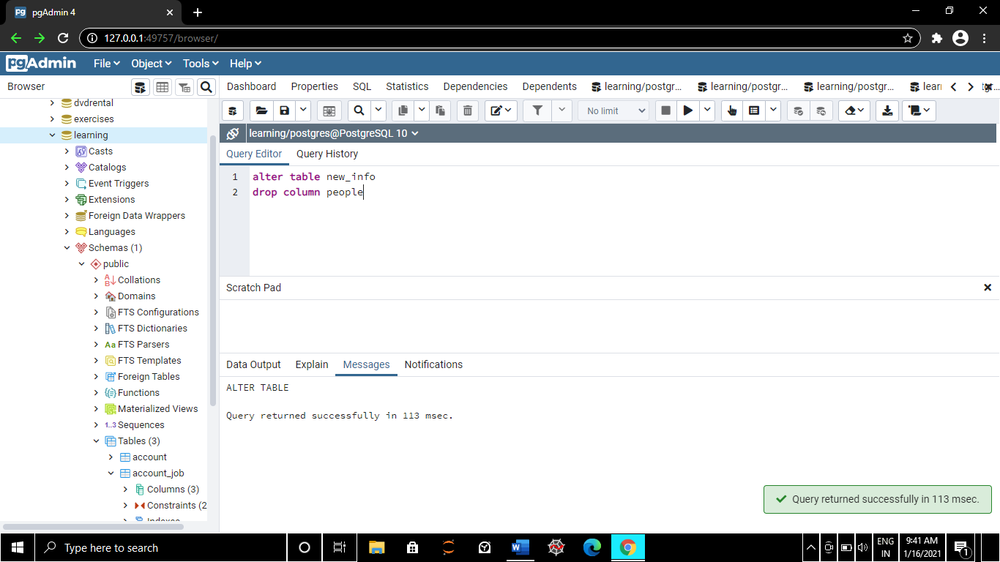 pgAdmin 4
127.0.0.1:49757/browser/
pgAdmin File Object Tools Help
Browser
Dashboard Properties SQL Statistics Dependencies Dependents learning/postgr... learning/postgr... learning/postgr... learr
dvdrental
exercises
learning
Casts
Catalogs
Event Triggers
Extensions
Foreign Data Wrappers
Languages
Schemas (1)
public
Collations
Domains
FTS Configurations
FTS Dictionaries
Aa FTS Parsers
FTS Templates
Foreign Tables
Functions
Materialized Views
1..3 Sequences
Tables (3)
account
account_job
Columns (3)
Constraints (2
Indexes
No limit
learning/postgres@PostgreSQL 10
Query Editor Query History
1 alter table new_info
2 drop column people
Scratch Pad
Data Output Explain Messages Notifications
ALTER TABLE
Query returned successfully in 113 msec.
Query returned successfully in 113 msec.
Type here to search
ENG
IN
9:41 AM
1/16/2021
1